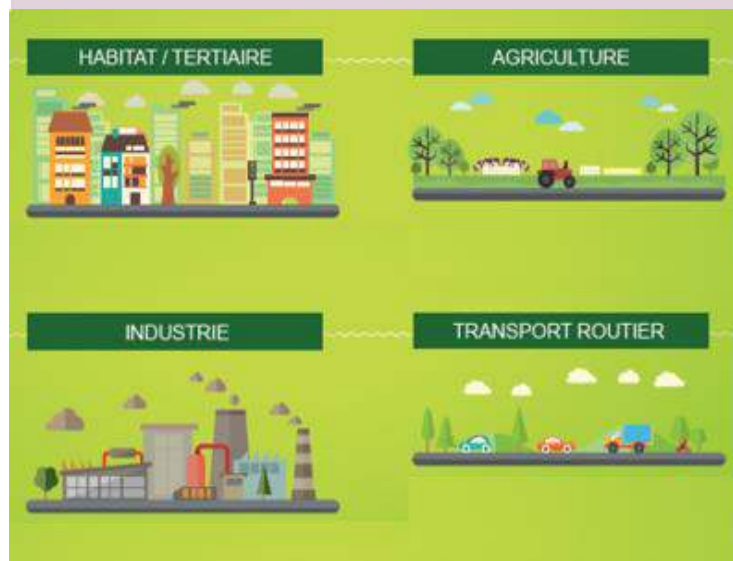 HABITAT / TERTIAIRE
AGRICULTURE
INDUSTRIE
TRANSPORT ROUTIER